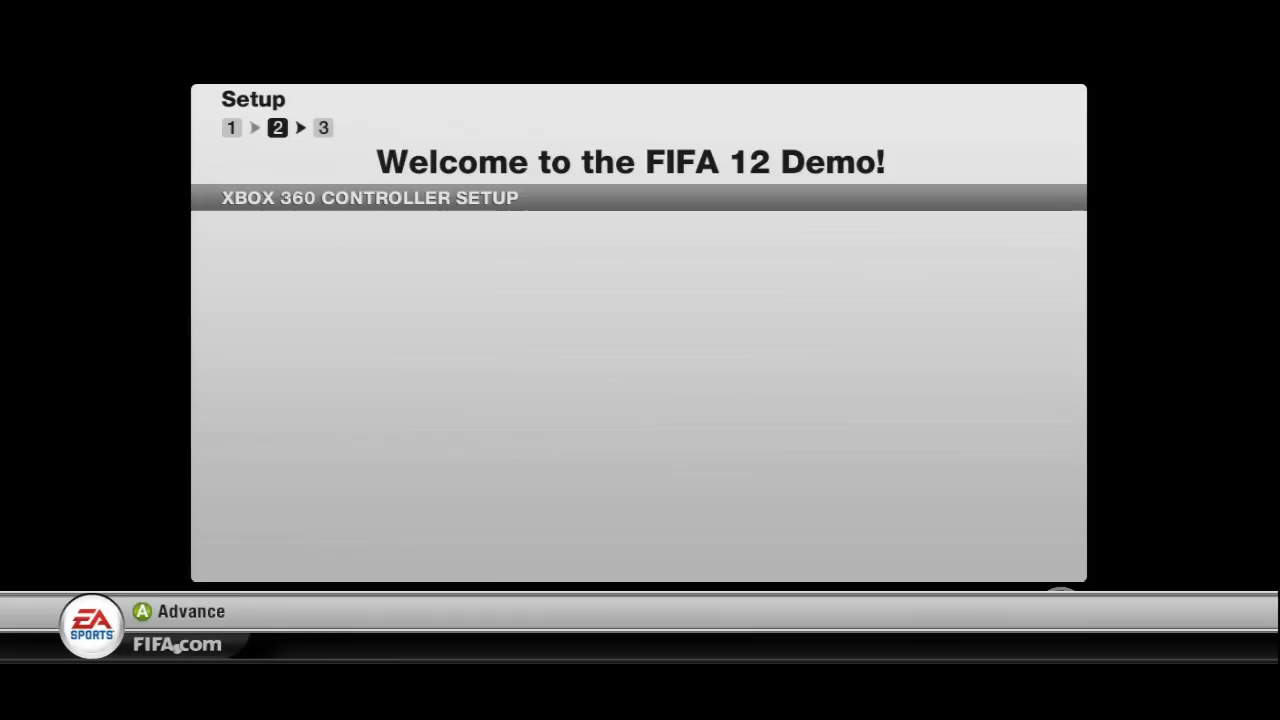 Setup
1 2 3
Welcome to the FIFA 12 Demo!
XBOX 360 CONTROLLER SETUP
A Advance
EA SPORTS
FIFA.com